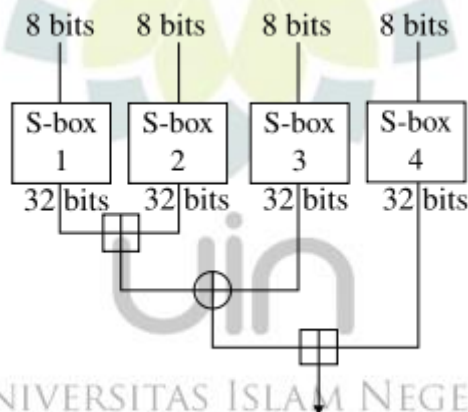 8 bits 8 bits 8 bits 8 bits
S-box S-box S-box S-box
1 2 3 4
32 bits 32 bits 32 bits 32 bits
uin
NIVERSITAS ISLAM NEGE